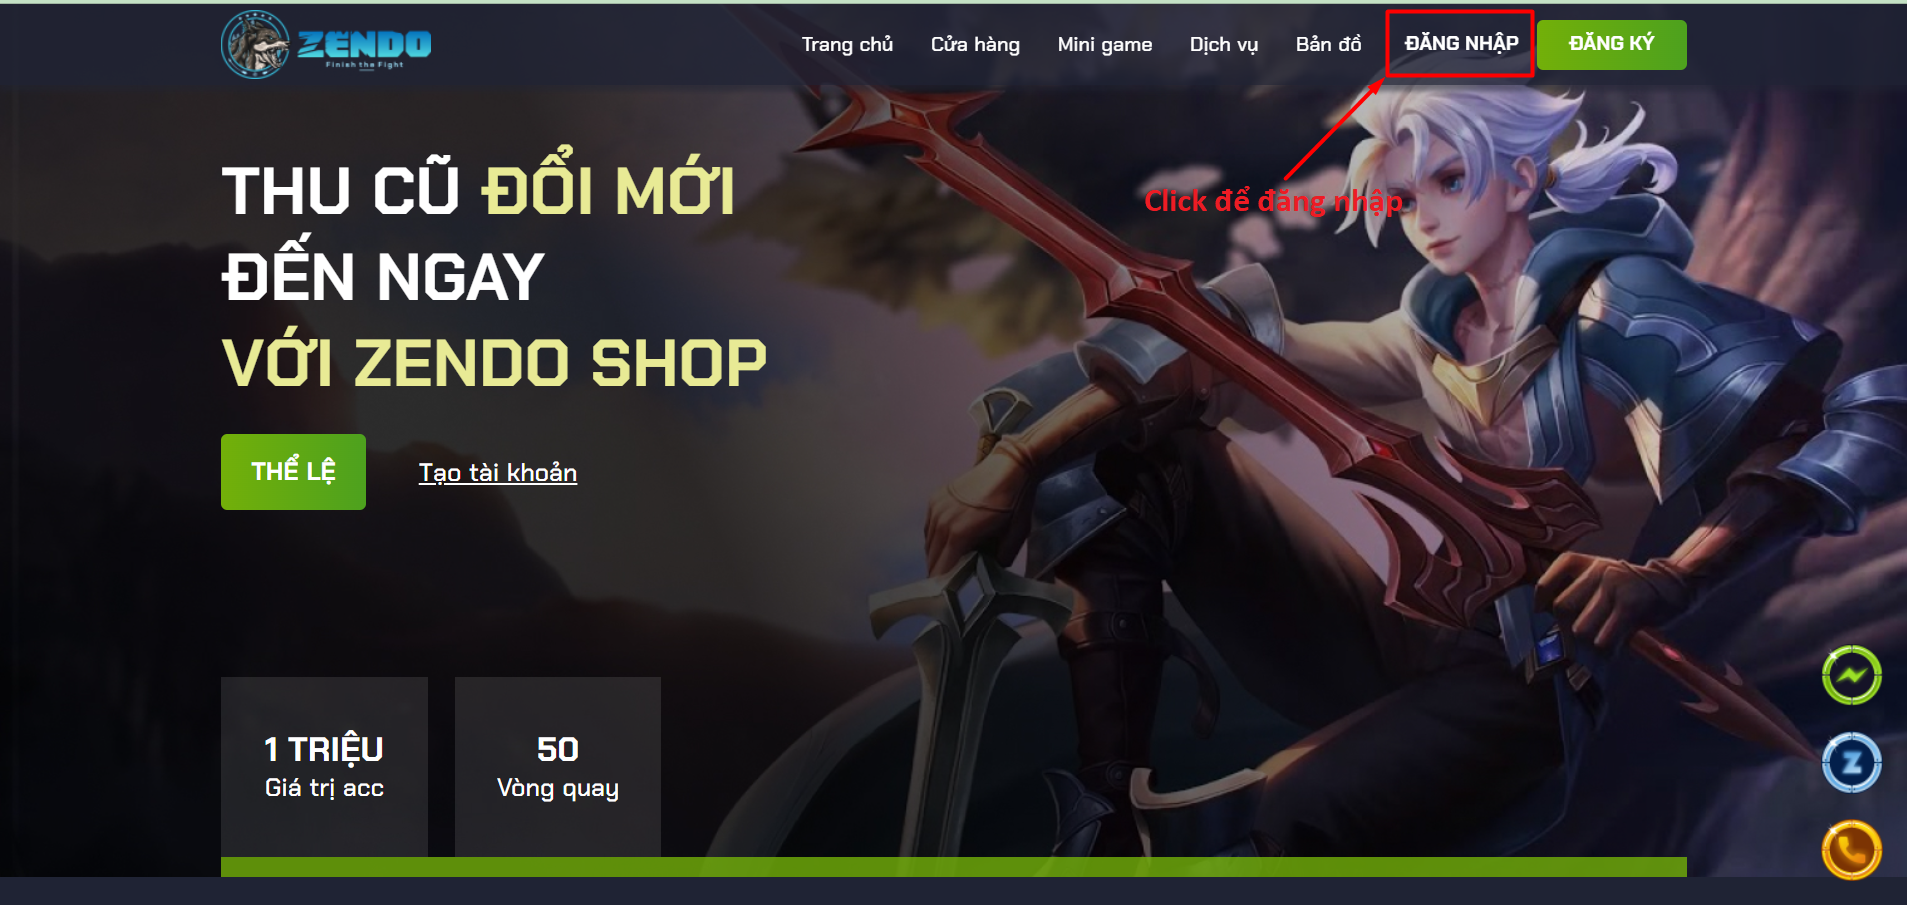 ZENDO
Finish the Fight
Trang chủ
Cửa hàng
Mini game
Dịch vụ
Bản đồ
ĐĂNG NHẬP
ĐĂNG KÝ
Click để đăng nhập
THU CŨ ĐỔI MỚI
ĐẾN NGAY
VỚI ZENDO SHOP
THỂ LỆ
Tạo tài khoản
1 TRIỆU
Giá trị acc
50
Vòng quay
Z